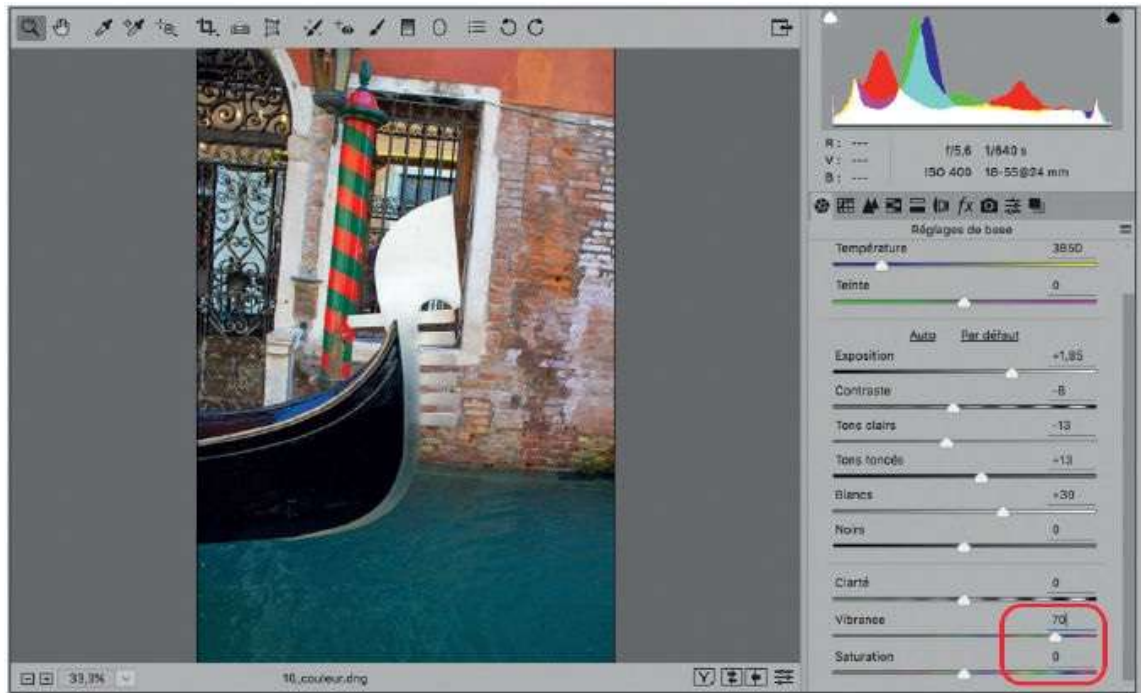 R : ---
V : ---
B : ---
f/5,6 1/640 s
ISO 400 18-55@24 mm
fx
Réglages de base
Température 3850
Teinte 0
Auto Par défaut
Exposition +1,85
Contraste -8
Tons clairs -13
Tons foncés +13
Blancs +39
Noirs 0
Clarté 0
Vibrance 70
Saturation 0
33,3%
10_couleur.dng
Y